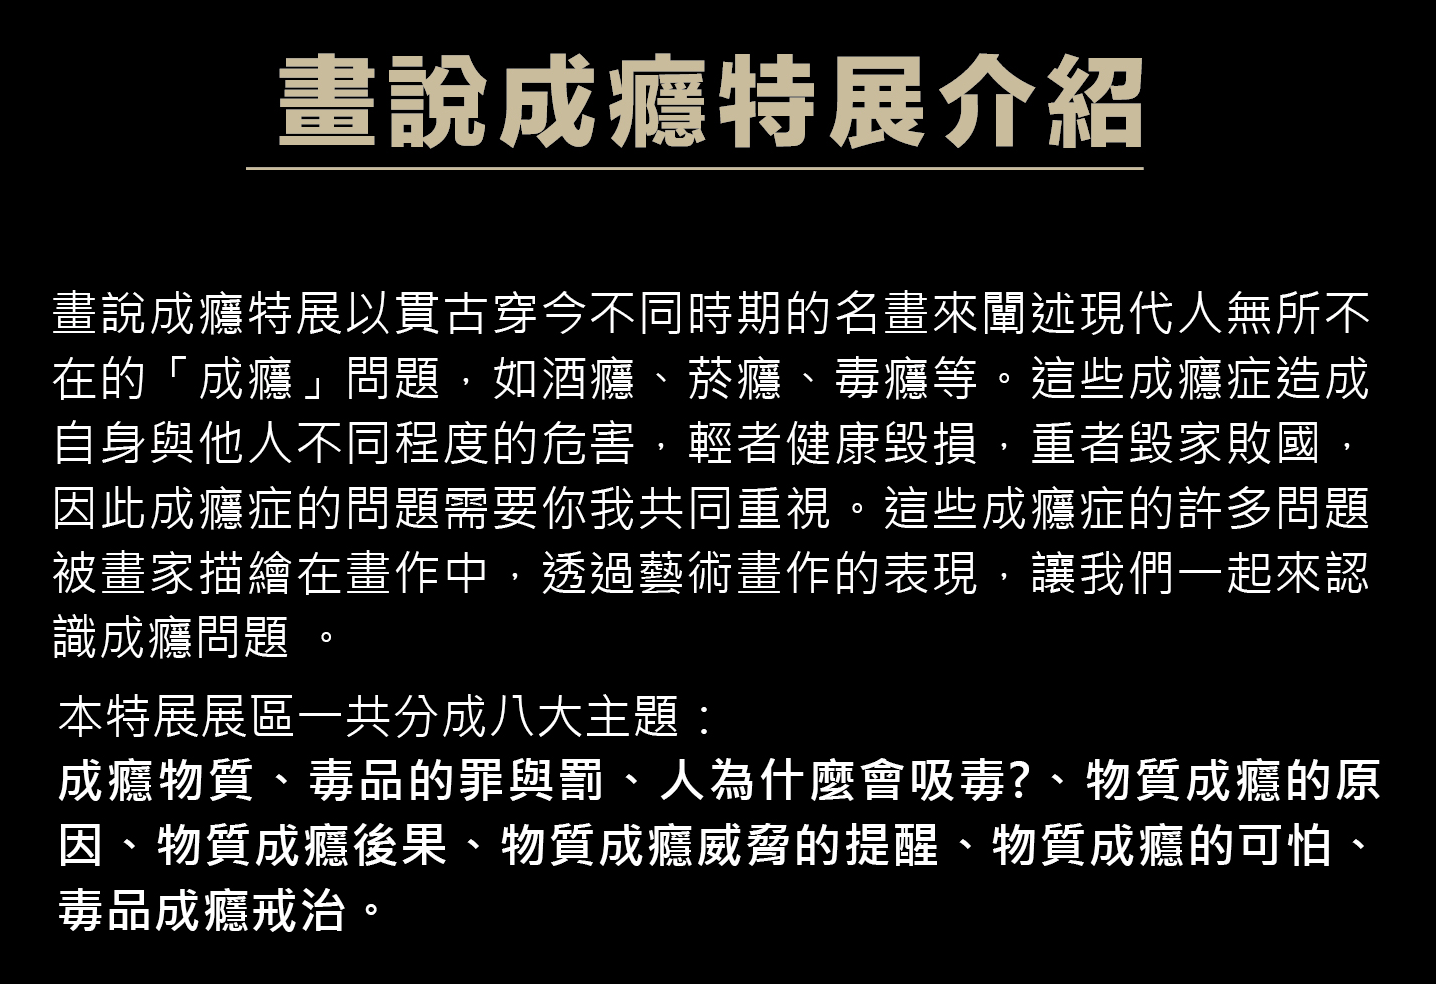 畫說成癮特展介紹
畫說成癮特展以貫古穿今不同時期的名畫來闡述現代人無所不
在的「成癮」問題，如酒癮、菸癮、毒癮等。這些成癮症造成
自身與他人不同程度的危害，輕者健康毀損，重者毀家敗國，
因此成癮症的問題需要你我共同重視。這些成癮症的許多問題
被畫家描繪在畫作中，透過藝術畫作的表現，讓我們一起來認
識成癮問題 。
本特展展區一共分成八大主題：
成癮物質、毒品的罪與罰、人為什麼會吸毒?、物質成癮的原
因、物質成癮後果、物質成癮威脅的提醒、物質成癮的可怕、
毒品成癮戒治。